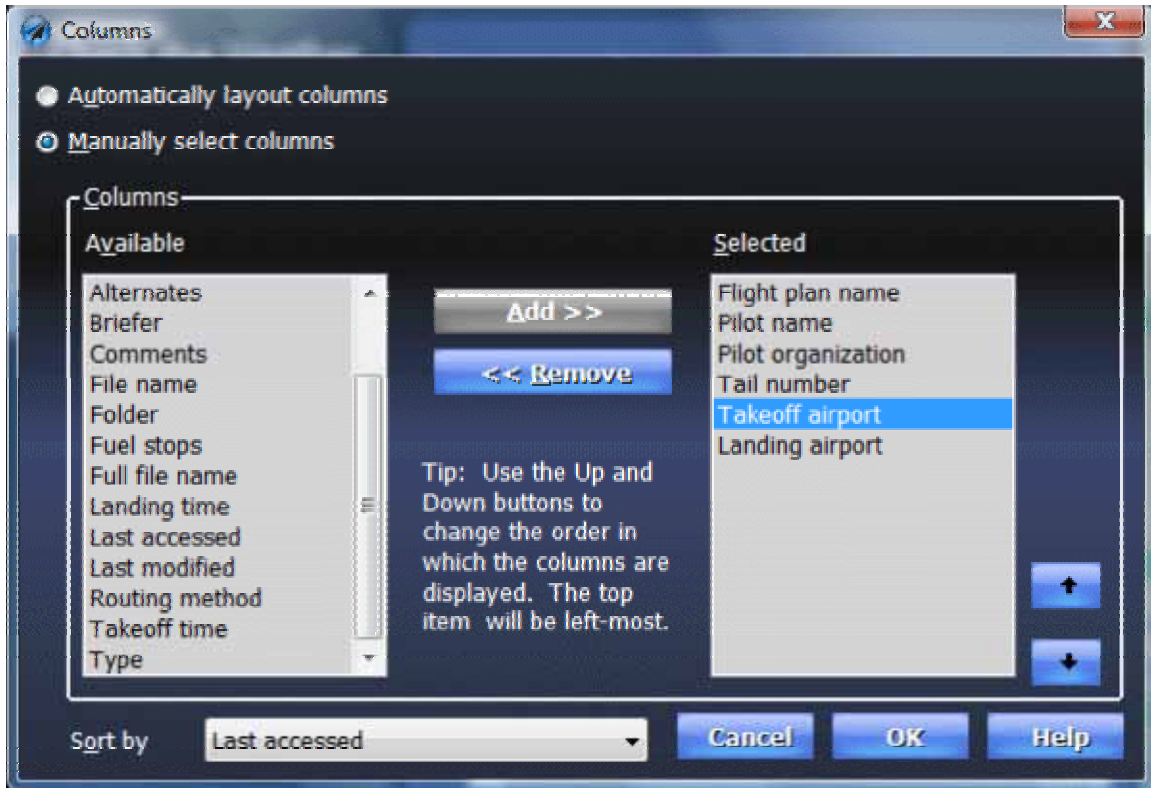 Columns
Automatically layout columns
Manually select columns
Columns
Available
Selected
Alternates
Briefer
Comments
File name
Folder
Fuel stops
Full file name
Landing time
Last accessed
Last modified
Routing method
Takeoff time
Type
Add >>
<< Remove
Tip: Use the Up and
Down buttons to
change the order in
which the columns are
displayed. The top
item will be left-most.
Flight plan name
Pilot name
Pilot organization
Tail number
Takeoff airport
Landing airport
Sort by
Last accessed
Cancel
OK
Help